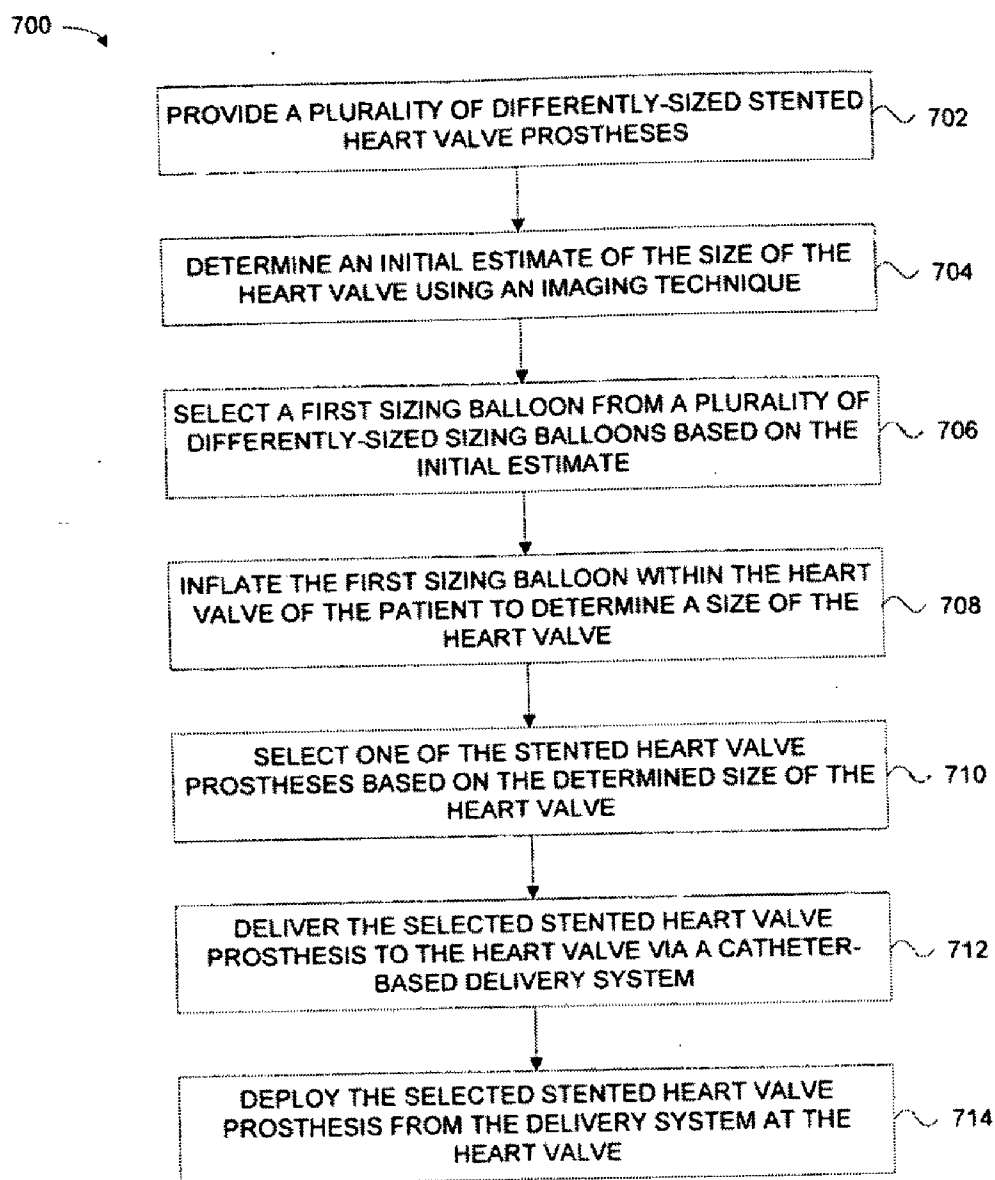 700
PROVIDE A PLURALITY OF DIFFERENTLY-SIZED STENTED
HEART VALVE PROSTHESES
702
DETERMINE AN INITIAL ESTIMATE OF THE SIZE OF THE
HEART VALVE USING AN IMAGING TECHNIQUE
704
SELECT A FIRST SIZING BALLOON FROM A PLURALITY OF
DIFFERENTLY-SIZED SIZING BALLOONS BASED ON THE
INITIAL ESTIMATE
706
INFLATE THE FIRST SIZING BALLOON WITHIN THE HEART
VALVE OF THE PATIENT TO DETERMINE A SIZE OF THE
HEART VALVE
708
SELECT ONE OF THE STENTED HEART VALVE
PROSTHESES BASED ON THE DETERMINED SIZE OF THE
HEART VALVE
710
DELIVER THE SELECTED STENTED HEART VALVE
PROSTHESIS TO THE HEART VALVE VIA A CATHETER-
BASED DELIVERY SYSTEM
712
DEPLOY THE SELECTED STENTED HEART VALVE
PROSTHESIS FROM THE DELIVERY SYSTEM AT THE
HEART VALVE
714